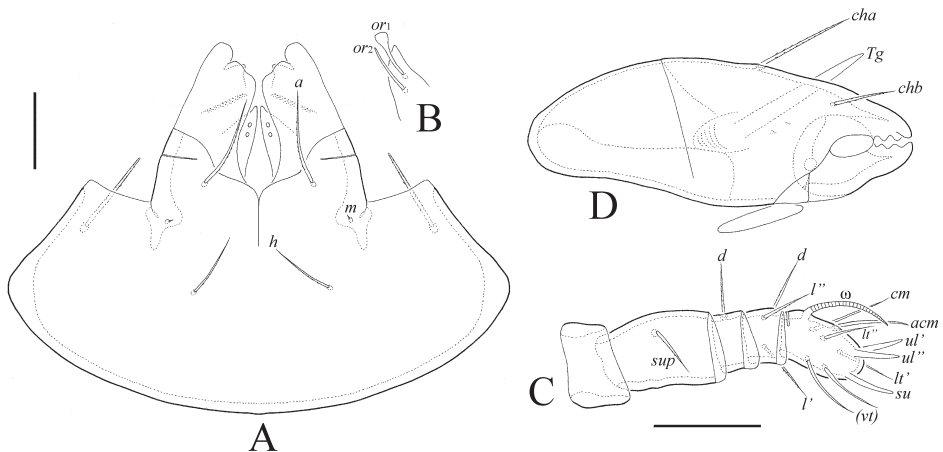 or1
or2
a
B
m
h
A
cha
Tg
chb
D
d
d
l”
ω
cm
acm
lt”
ul’
ul”
sup
lt’
su
C
l’
(vt)